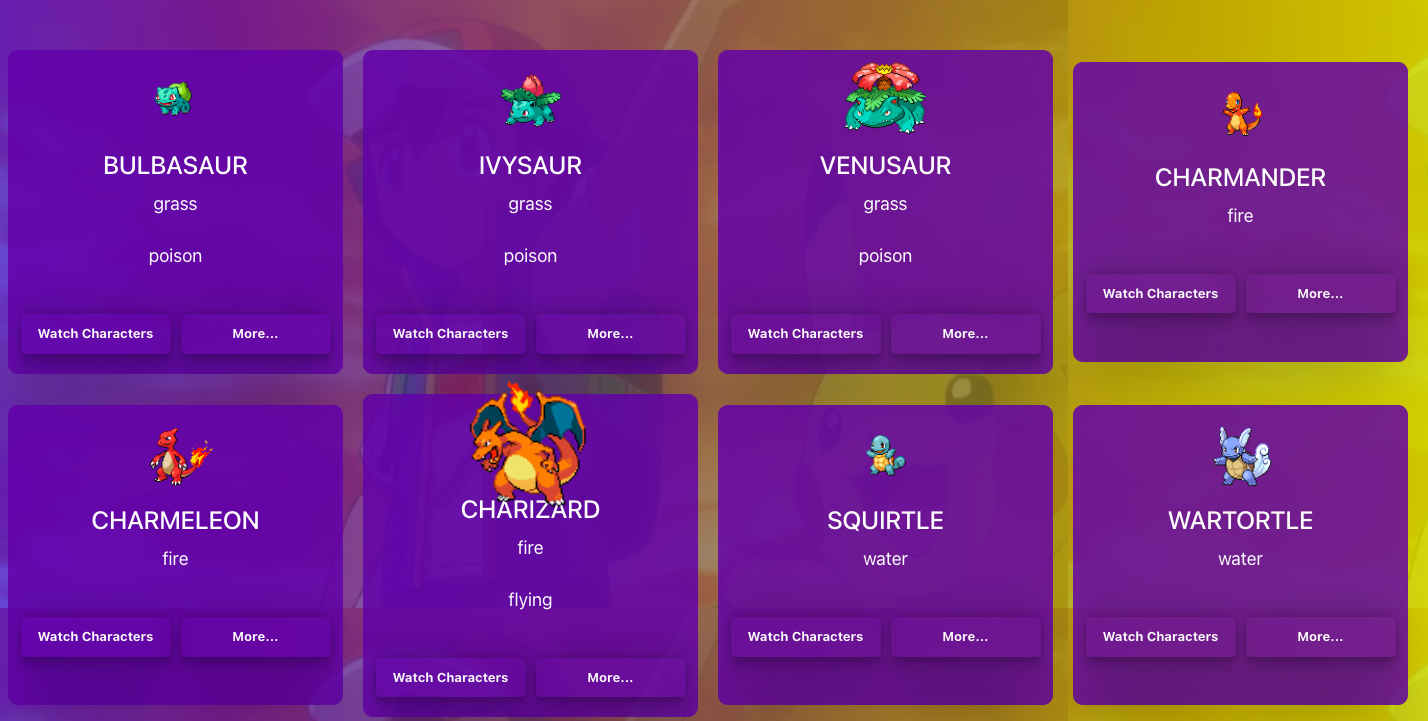 BULBASAUR
grass
poison
Watch Characters
More...
IVYSAUR
grass
poison
Watch Characters
More...
VENUSAUR
grass
poison
Watch Characters
More...
CHARMANDER
fire
Watch Characters
More...
CHARMELEON
fire
Watch Characters
More...
CHARIZARD
fire
flying
Watch Characters
More...
SQUIRTLE
water
Watch Characters
More...
WARTORTLE
water
Watch Characters
More...